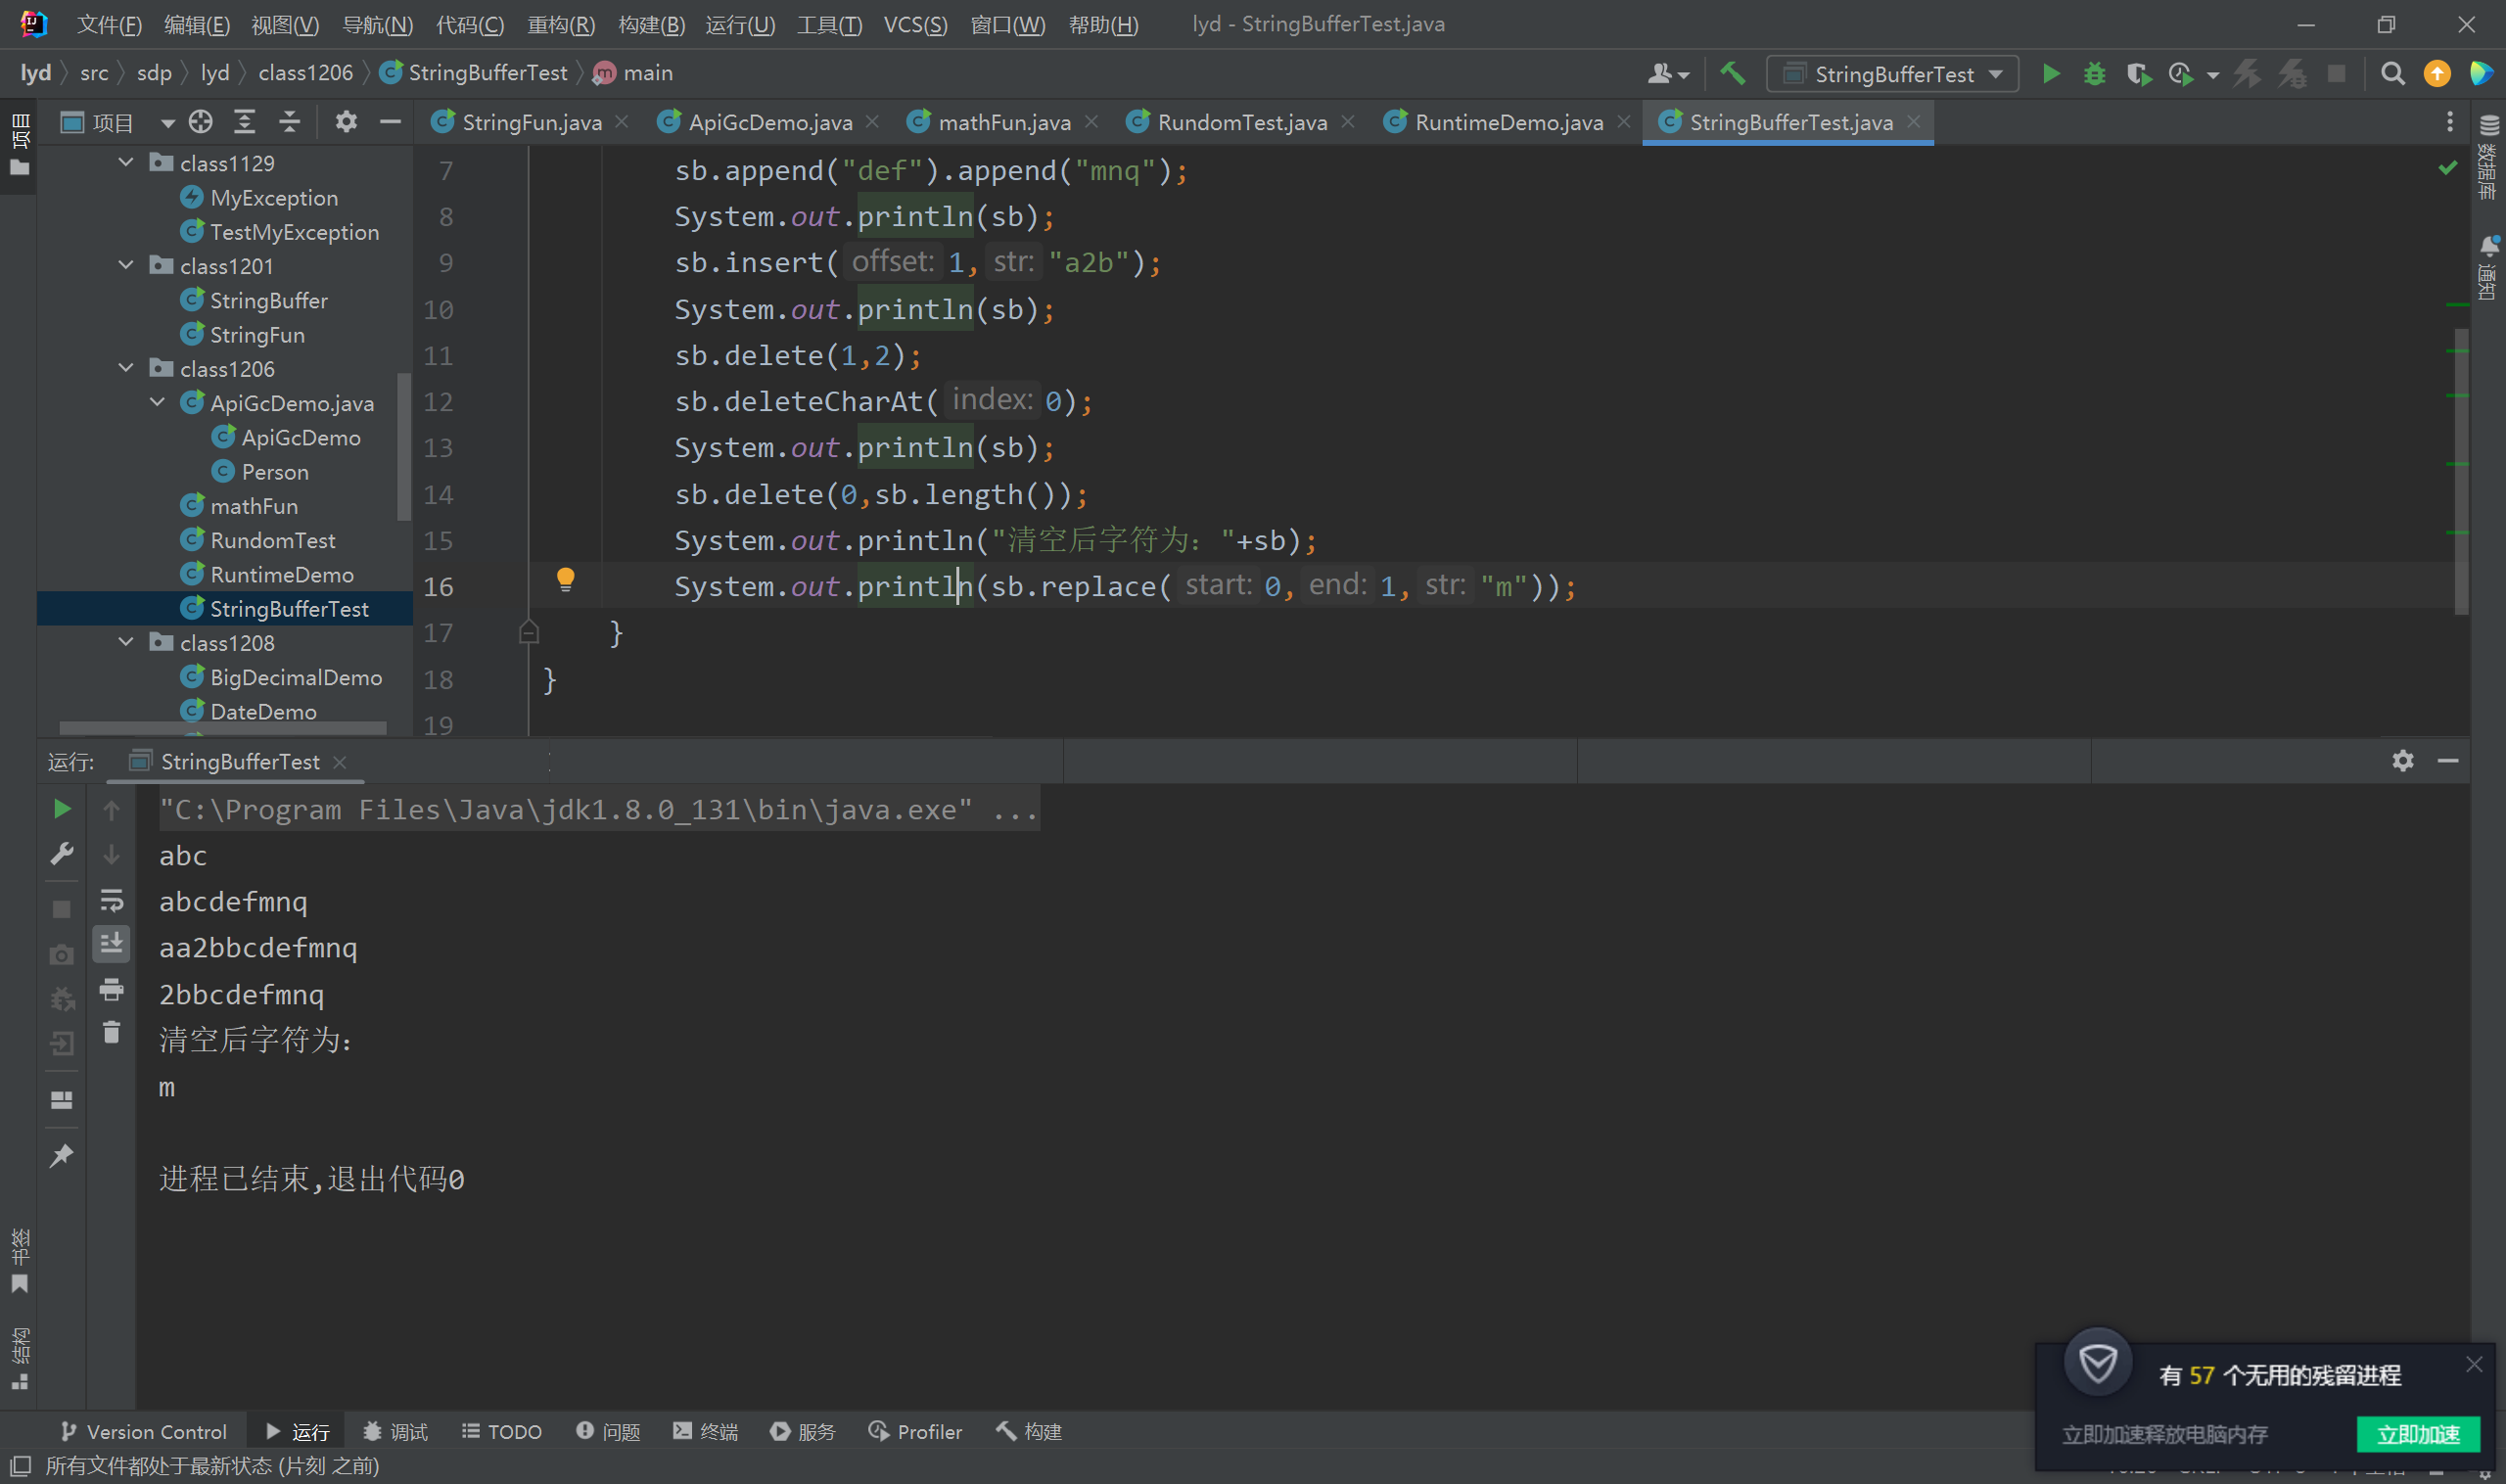 文件(F) 编辑(E) 视图(V) 导航(N) 代码(C) 重构(R) 构建(B) 运行(U) 工具(T) VCS(S) 窗口(W) 帮助(H) lyd - StringBufferTest.java
lyd src sdp lyd class1206 StringBufferTest main StringBufferTest
项目
项目
StringFun.java ApiGcDemo.java mathFun.java RundomTest.java RuntimeDemo.java StringBufferTest.java
class1129
MyException
TestMyException
class1201
StringBuffer
StringFun
class1206
ApiGcDemo.java
ApiGcDemo
Person
mathFun
RundomTest
RuntimeDemo
StringBufferTest
class1208
BigDecimalDemo
DateDemo
7 sb.append("def").append("mnq");
8 System.out.println(sb);
9 sb.insert( offset: 1, str: "a2b");
10 System.out.println(sb);
11 sb.delete(1,2);
12 sb.deleteCharAt( index: 0);
13 System.out.println(sb);
14 sb.delete(0,sb.length());
15 System.out.println("清空后字符为："+sb);
16 System.out.println(sb.replace( start: 0, end: 1, str: "m"));
17 }
18 }
19
数据库
通知
运行: StringBufferTest
"C:\Program Files\Java\jdk1.8.0_131\bin\java.exe" ...
abc
abcdefmnq
aa2bbcdefmnq
2bbcdefmnq
清空后字符为：
m
进程已结束,退出代码0
书签
结构
有 57 个无用的残留进程
立即加速释放电脑内存 立即加速
Version Control 运行 调试 TODO 问题 终端 服务 Profiler 构建
所有文件都处于最新状态 (片刻 之前)